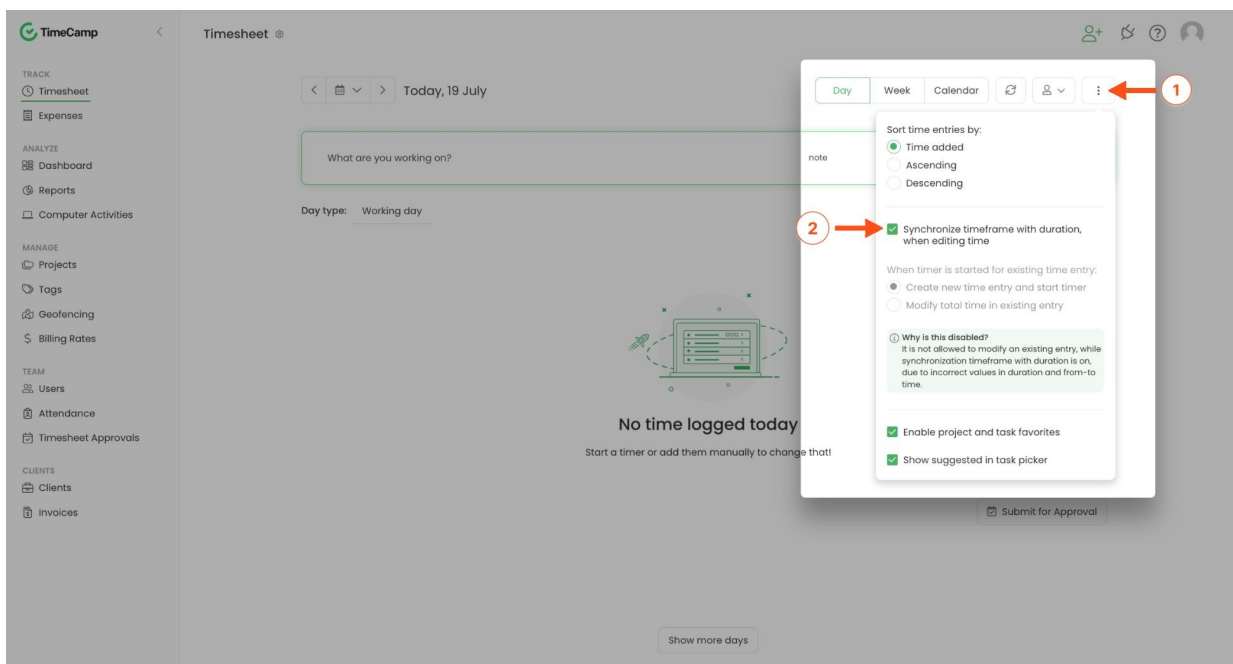 TimeCamp
Timesheet
TRACK
Timesheet
Expenses
ANALYZE
Dashboard
Reports
Computer Activities
MANAGE
Projects
Tags
Geofencing
$ Billing Rates
TEAM
Users
Attendance
Timesheet Approvals
CLIENTS
Clients
Invoices
Today, 19 July
Day Week Calendar
1
What are you working on?
note
Day type: Working day
Sort time entries by:
Time added
Ascending
Descending
2
Synchronize timeframe with duration,
when editing time
When timer is started for existing time entry:
Create new time entry and start timer
Modify total time in existing entry
Why is this disabled?
It is not allowed to modify an existing entry, while
synchronization timeframe with duration is on,
due to incorrect values in duration and from-to
time.
Enable project and task favorites
Show suggested in task picker
No time logged today
Start a timer or add them manually to change that!
Submit for Approval
Show more days